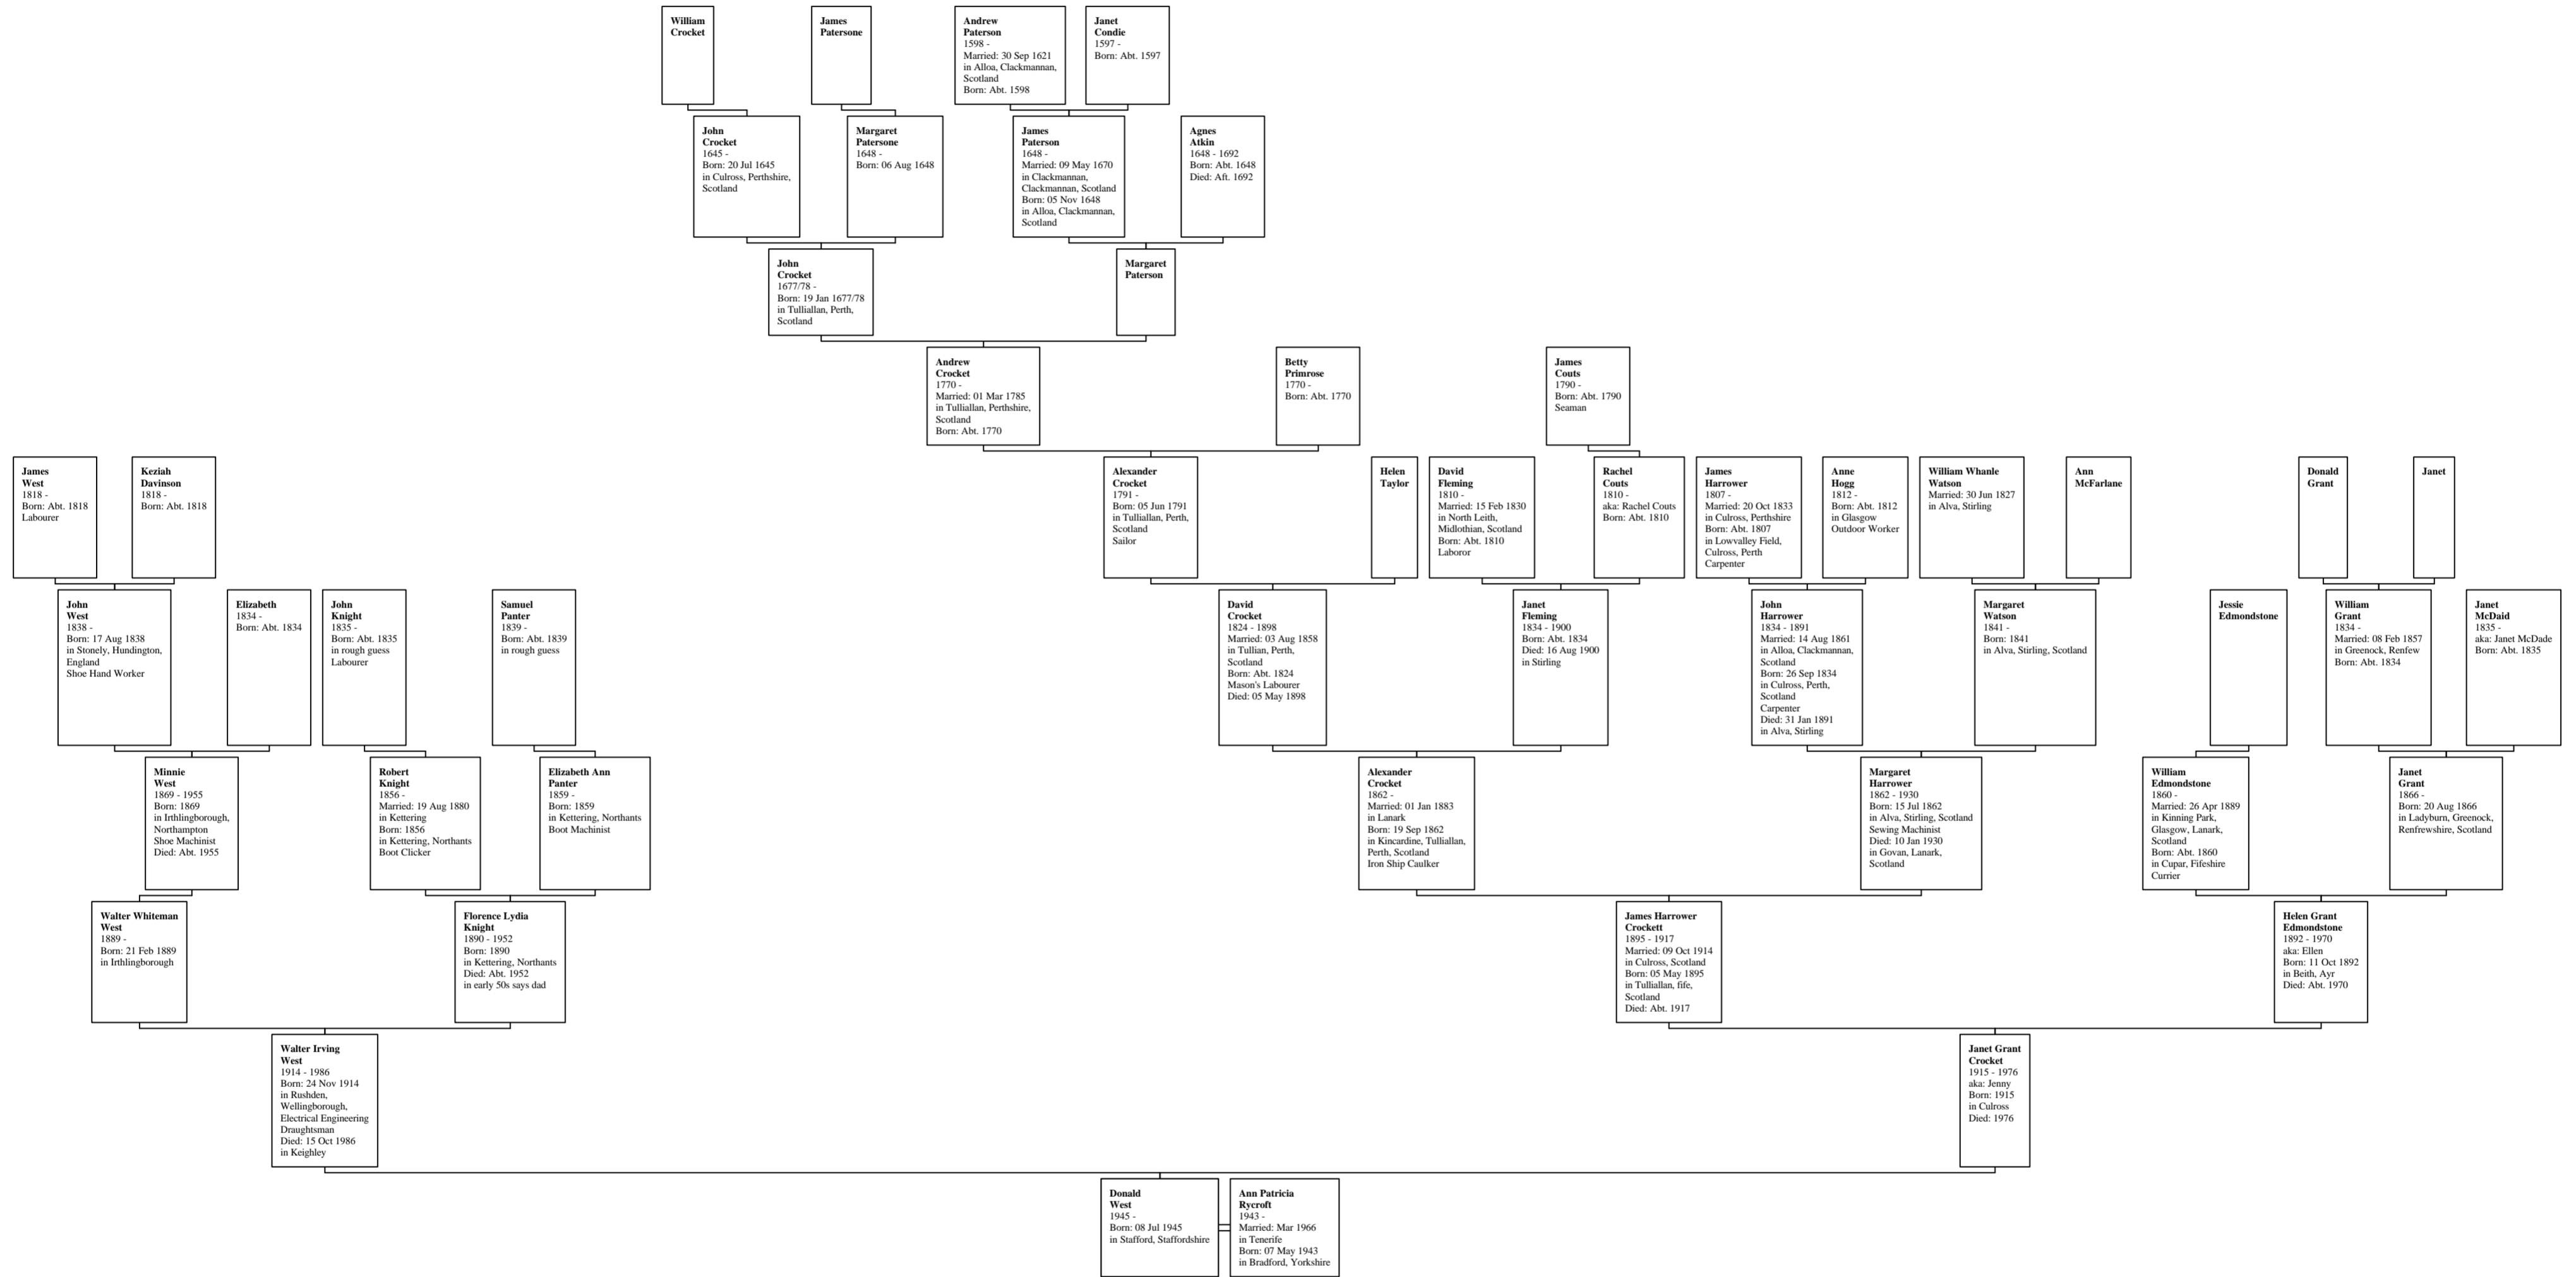 William
Crocket
James
Patersone
Andrew
Paterson
1598 -
Married: 30 Sep 1621
in Alloa, Clackmannan,
Scotland
Born: Abt. 1598
Janet
Condie
1597 -
Born: Abt. 1597
John
Crocket
1645 -
Born: 20 Jul 1645
in Culross, Perthshire,
Scotland
Margaret
Patersone
1648 -
Born: 06 Aug 1648
James
Paterson
1648 -
Married: 09 May 1670
in Clackmannan,
Clackmannan, Scotland
Born: 05 Nov 1648
in Alloa, Clackmannan,
Scotland
Agnes
Atkin
1648 - 1692
Born: Abt. 1648
Died: Aft. 1692
John
Crocket
1677/78 -
Born: 19 Jan 1677/78
in Tulliallan, Perth,
Scotland
Margaret
Paterson
Andrew
Crocket
1770 -
Married: 01 Mar 1785
in Tulliallan, Perthshire,
Scotland
Born: Abt. 1770
Betty
Primrose
1770 -
Born: Abt. 1770
James
Couts
1790 -
Born: Abt. 1790
Seaman
James
West
1818 -
Born: Abt. 1818
Labourer
Keziah
Davinson
1818 -
Born: Abt. 1818
Alexander
Crocket
1791 -
Born: 05 Jun 1791
in Tulliallan, Perth,
Scotland
Sailor
Helen
Taylor
David
Fleming
1810 -
Married: 15 Feb 1830
in North Leith,
Midlothian, Scotland
Born: Abt. 1810
Laboror
Rachel
Couts
1810 -
aka: Rachel Couts
Born: Abt. 1810
James
Harrower
1807 -
Married: 20 Oct 1833
in Culross, Perthshire
Born: Abt. 1807
in Lowvalley Field,
Culross, Perth
Carpenter
Anne
Hogg
1812 -
Born: Abt. 1812
in Glasgow
Outdoor Worker
William Whanle
Watson
Married: 30 Jun 1827
in Alva, Stirling
Ann
McFarlane
Donald
Grant
Janet
John
West
1838 -
Born: 17 Aug 1838
in Stonely, Hundington,
England
Shoe Hand Worker
Elizabeth
1834 -
Born: Abt. 1834
John
Knight
1835 -
Born: Abt. 1835
in rough guess
Labourer
Samuel
Panter
1839 -
Born: Abt. 1839
in rough guess
David
Crocket
1824 - 1898
Married: 03 Aug 1858
in Tullian, Perth,
Scotland
Born: Abt. 1824
Mason's Labourer
Died: 05 May 1898
Janet
Fleming
1834 - 1900
Born: Abt. 1834
Died: 16 Aug 1900
in Stirling
John
Harrower
1834 - 1891
Married: 14 Aug 1861
in Alloa, Clackmannan,
Scotland
Born: 26 Sep 1834
in Culross, Perth,
Scotland
Carpenter
Died: 31 Jan 1891
in Alva, Stirling
Margaret
Watson
1841 -
Born: 1841
in Alva, Stirling, Scotland
Jessie
Edmondstone
William
Grant
1834 -
Married: 08 Feb 1857
in Greenock, Renfew
Born: Abt. 1834
Janet
McDaid
1835 -
aka: Janet McDade
Born: Abt. 1835
Minnie
West
1869 - 1955
Born: 1869
in Irthlingborough,
Northampton
Shoe Machinist
Died: Abt. 1955
Robert
Knight
1856 -
Married: 19 Aug 1880
in Kettering
Born: 1856
in Kettering, Northants
Boot Clicker
Elizabeth Ann
Panter
1859 -
Born: 1859
in Kettering, Northants
Boot Machinist
Alexander
Crocket
1862 -
Married: 01 Jan 1883
in Lanark
Born: 19 Sep 1862
in Kincardine, Tulliallan,
Perth, Scotland
Iron Ship Caulker
Margaret
Harrower
1862 - 1930
Born: 15 Jul 1862
in Alva, Stirling, Scotland
Sewing Machinist
Died: 10 Jan 1930
in Govan, Lanark,
Scotland
William
Edmondstone
1860 -
Married: 26 Apr 1889
in Kinning Park,
Glasgow, Lanark,
Scotland
Born: Abt. 1860
in Cupar, Fifeshire
Currier
Janet
Grant
1866 -
Born: 20 Aug 1866
in Ladyburn, Greenock,
Renfrewshire, Scotland
Walter Whiteman
West
1889 -
Born: 21 Feb 1889
in Irthlingborough
Florence Lydia
Knight
1890 - 1952
Born: 1890
in Kettering, Northants
Died: Abt. 1952
in early 50s says dad
James Harrower
Crockett
1895 - 1917
Married: 09 Oct 1914
in Culross, Scotland
Born: 05 May 1895
in Tulliallan, fife,
Scotland
Died: Abt. 1917
Helen Grant
Edmondstone
1892 - 1970
aka: Ellen
Born: 11 Oct 1892
in Beith, Ayr
Died: Abt. 1970
Walter Irving
West
1914 - 1986
Born: 24 Nov 1914
in Rushden,
Wellingborough,
Electrical Engineering
Draughtsman
Died: 15 Oct 1986
in Keighley
Janet Grant
Crocket
1915 - 1976
aka: Jenny
Born: 1915
in Culross
Died: 1976
Donald
West
1945 -
Born: 08 Jul 1945
in Stafford, Staffordshire
Ann Patricia
Rycroft
1943 -
Married: Mar 1966
in Tenerife
Born: 07 May 1943
in Bradford, Yorkshire